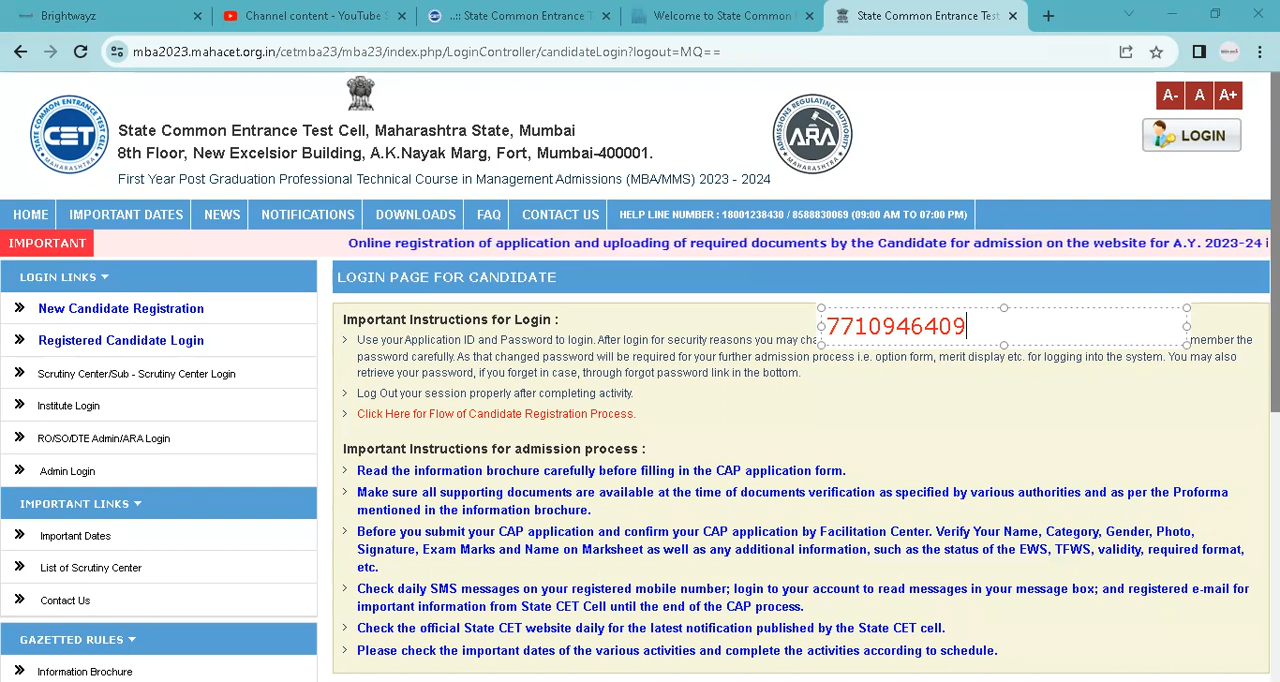 Brightwayz
Channel content - YouTube S
..:: State Common Entrance T
Welcome to State Common
State Common Entrance Test
mba2023.mahacet.org.in/cetmba23/mba23/index.php/LoginController/candidateLogin?logout=MQ==
STATE COMMON ENTRANCE TEST CELL
CET
MAHARASHTRA
State Common Entrance Test Cell, Maharashtra State, Mumbai
8th Floor, New Excelsior Building, A.K.Nayak Marg, Fort, Mumbai-400001.
First Year Post Graduation Professional Technical Course in Management Admissions (MBA/MMS) 2023 - 2024
ADMISSIONS REGULATING AUTHORITY
ARA
MAHARASHTRA
A- A A+
LOGIN
HOME IMPORTANT DATES NEWS NOTIFICATIONS DOWNLOADS FAQ CONTACT US HELP LINE NUMBER : 18001238430 / 8588830069 (09:00 AM TO 07:00 PM)
IMPORTANT
Online registration of application and uploading of required documents by the Candidate for admission on the website for A.Y. 2023-24 i
LOGIN LINKS
New Candidate Registration
Registered Candidate Login
Scrutiny Center/Sub - Scrutiny Center Login
Institute Login
RO/SO/DTE Admin/ARA Login
Admin Login
IMPORTANT LINKS
Important Dates
List of Scrutiny Center
Contact Us
GAZETTED RULES
Information Brochure
LOGIN PAGE FOR CANDIDATE
Important Instructions for Login :
7710946409
Use your Application ID and Password to login. After login for security reasons you may cha member the
password carefully. As that changed password will be required for your further admission process i.e. option form, merit display etc. for logging into the system. You may also
retrieve your password, if you forget in case, through forgot password link in the bottom.
Log Out your session properly after completing activity.
Click Here for Flow of Candidate Registration Process.
Important Instructions for admission process :
Read the information brochure carefully before filling in the CAP application form.
Make sure all supporting documents are available at the time of documents verification as specified by various authorities and as per the Proforma
mentioned in the information brochure.
Before you submit your CAP application and confirm your CAP application by Facilitation Center. Verify Your Name, Category, Gender, Photo,
Signature, Exam Marks and Name on Marksheet as well as any additional information, such as the status of the EWS, TFWS, validity, required format,
etc.
Check daily SMS messages on your registered mobile number; login to your account to read messages in your message box; and registered e-mail for
important information from State CET Cell until the end of the CAP process.
Check the official State CET website daily for the latest notification published by the State CET cell.
Please check the important dates of the various activities and complete the activities according to schedule.